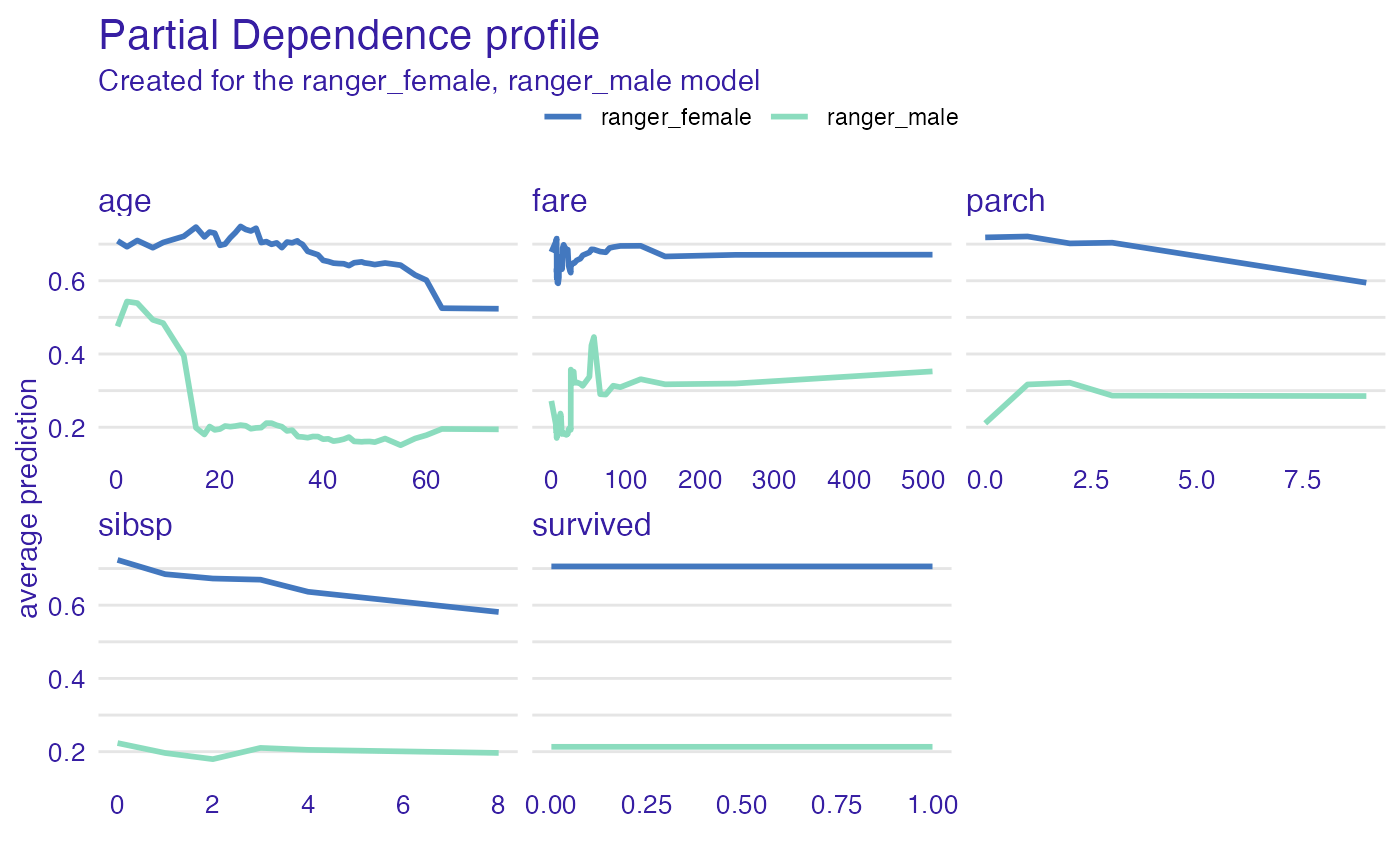 Partial Dependence profile
Created for the ranger_female, ranger_male model
ranger_female ranger_male
age fare parch
0.6
0.4
0.2
0 20 40 60 0 100 200 300 400 500 0.0 2.5 5.0 7.5
average prediction
sibsp survived
0.6
0.4
0.2
0 2 4 6 8 0.00 0.25 0.50 0.75 1.00